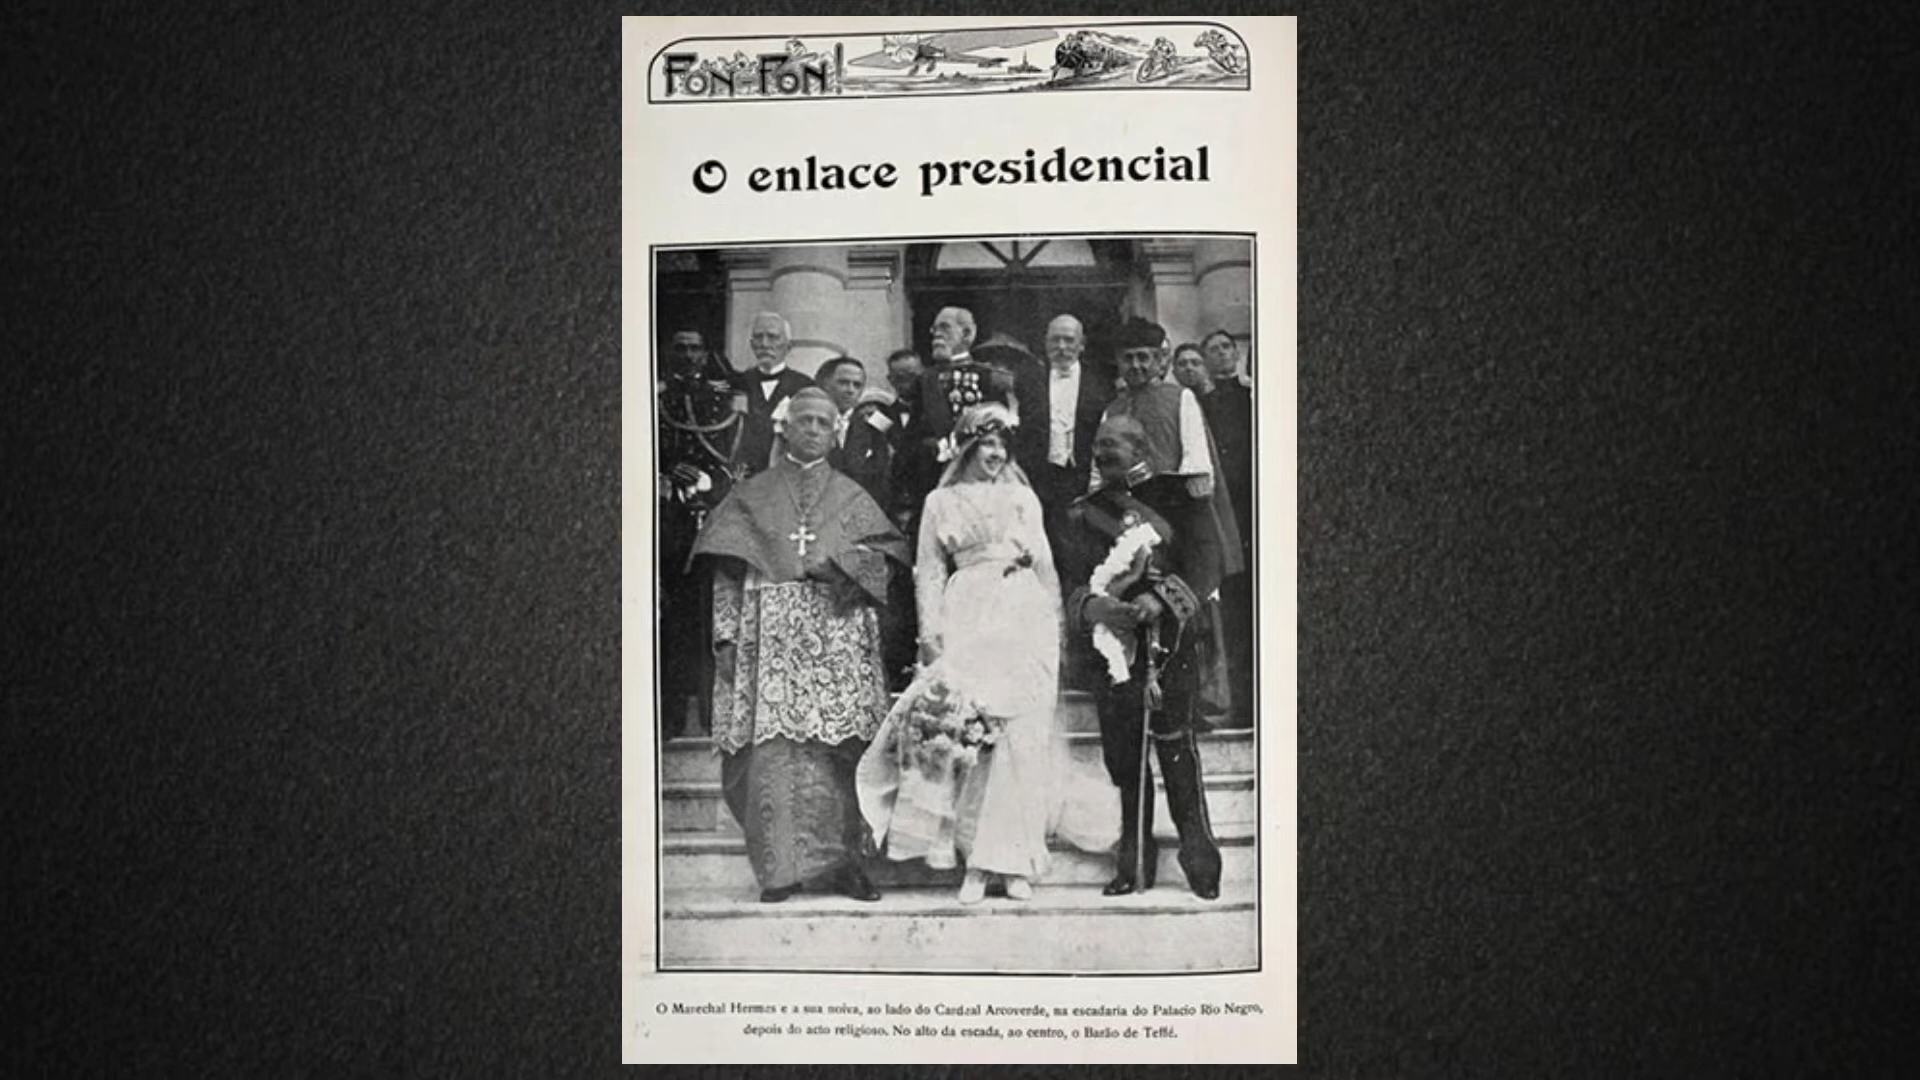 FON-FON!
O enlace presidencial
O Marechal Hermes e a sua noiva, ao lado do Cardeal Arcoverde, na escadaria do Palacio Rio Negro,
depois do acto religioso. No alto da escada, ao centro, o Barão de Teffé.